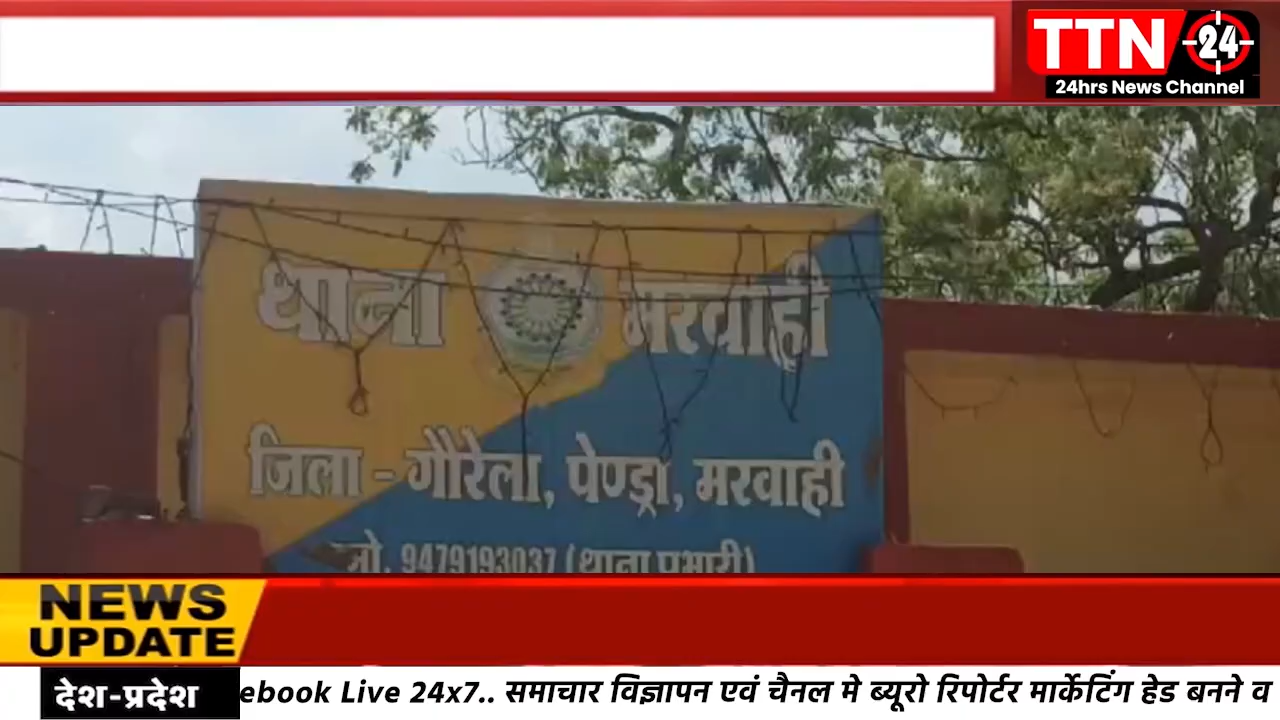 TTN 24
24hrs News Channel
थाना मरवाही
जिला - गौरेला, पेण्ड्रा, मरवाही
मो. 9479193037 (थाना प्रभारी)
NEWS
UPDATE
देश-प्रदेश ebook Live 24x7.. समाचार विज्ञापन एवं चैनल मे ब्यूरो रिपोर्टर मार्केटिंग हेड बनने व